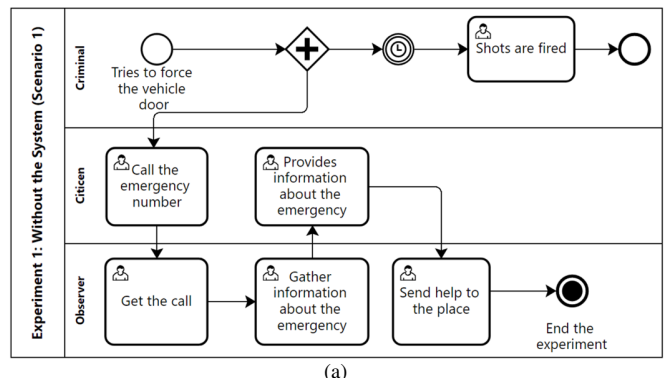 Experiment 1: Without the System (Scenario 1)
Criminal
Tries to force
the vehicle
door
Shots are fired
Citicen
Call the
emergency
number
Provides
information
about the
emergency
Observer
Get the call
Gather
information
about the
emergency
Send help to
the place
End the
experiment
(a)